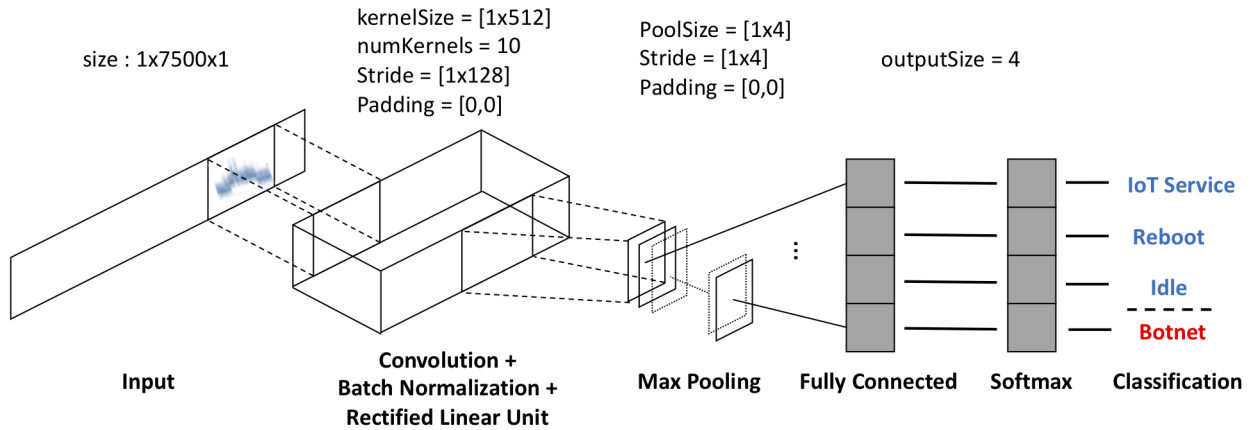 size : 1x7500x1
kernelSize = [1x512]
numKernels = 10
Stride = [1x128]
Padding = [0,0]
PoolSize = [1x4]
Stride = [1x4]
Padding = [0,0]
outputSize = 4
...
IoT Service
Reboot
Idle
Botnet
Input
Convolution +
Batch Normalization +
Rectified Linear Unit
Max Pooling
Fully Connected
Softmax
Classification